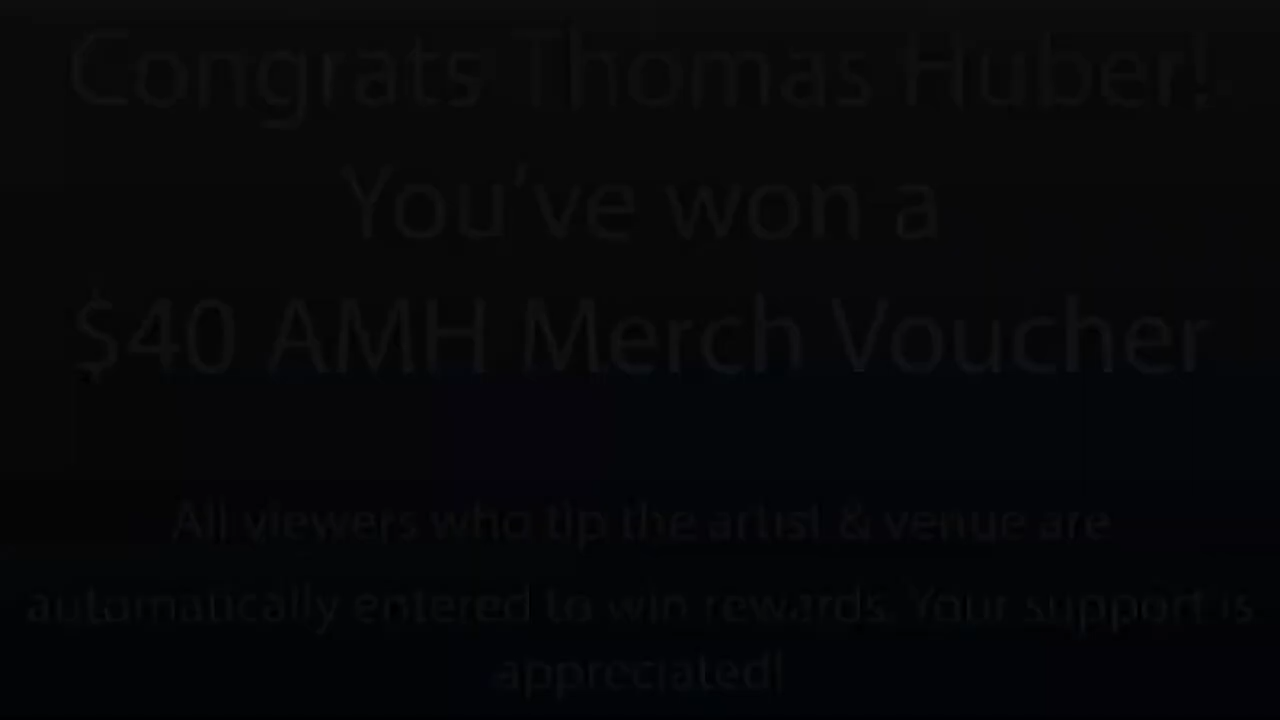 Congrats Thomas Huber!
You've won a
$40 AMH Merch Voucher
All viewers who tip the artist & venue are
automatically entered to win rewards. Your support is
appreciated!